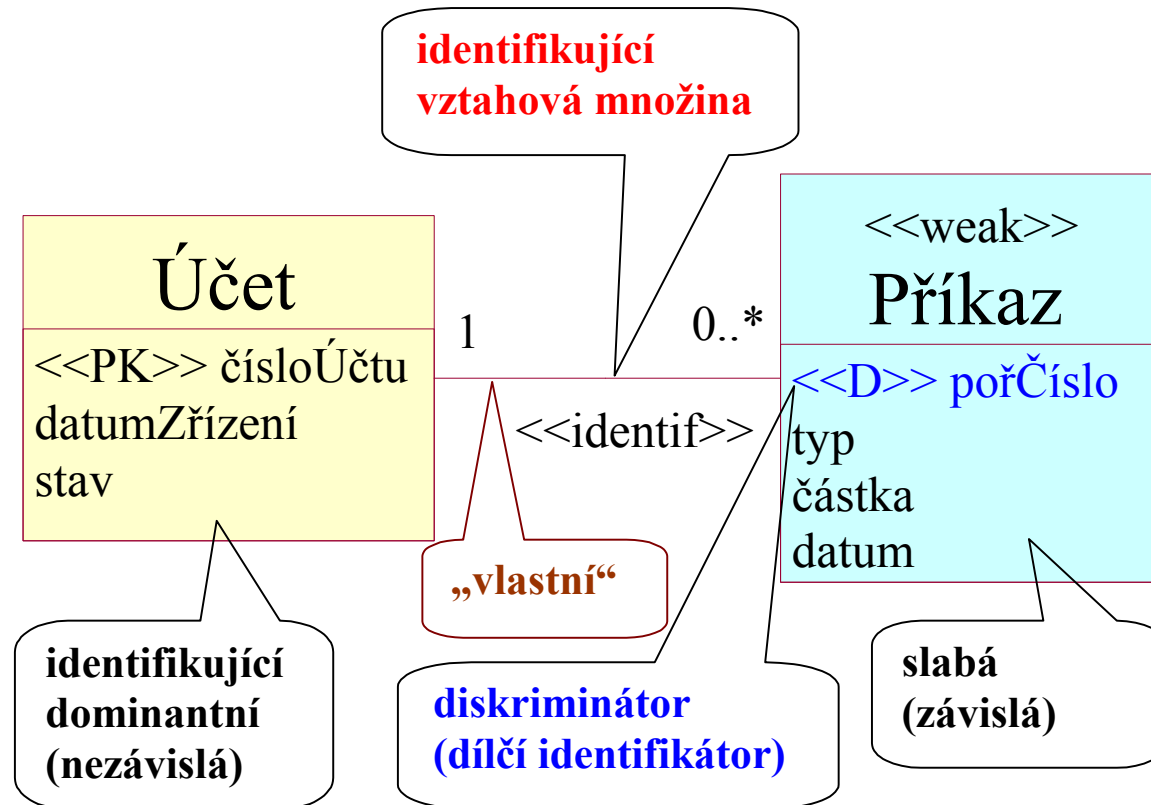 identifikující
vztahová množina
Účet
<<PK>> čísloÚčtu
datumZřízení
stav
1
0..*
<<identif>>
<<weak>>
Příkaz
<<D>> pořČíslo
typ
částka
datum
„vlastní“
identifikující
dominantní
(nezávislá)
diskriminátor
(dílčí identifikátor)
slabá
(závislá)